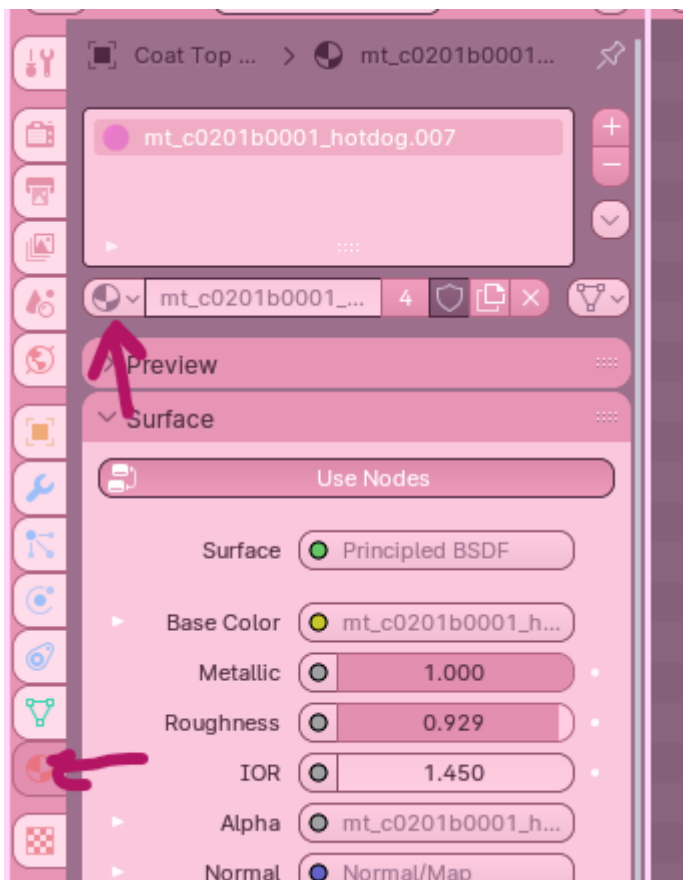 Coat Top ... > mt_c0201b0001...
mt_c0201b0001_hotdog.007
mt_c0201b0001_... 4
Preview
Surface
Use Nodes
Surface Principled BSDF
Base Color mt_c0201b0001_h...
Metallic 1.000
Roughness 0.929
IOR 1.450
Alpha mt_c0201b0001_h...
Normal Normal/Map